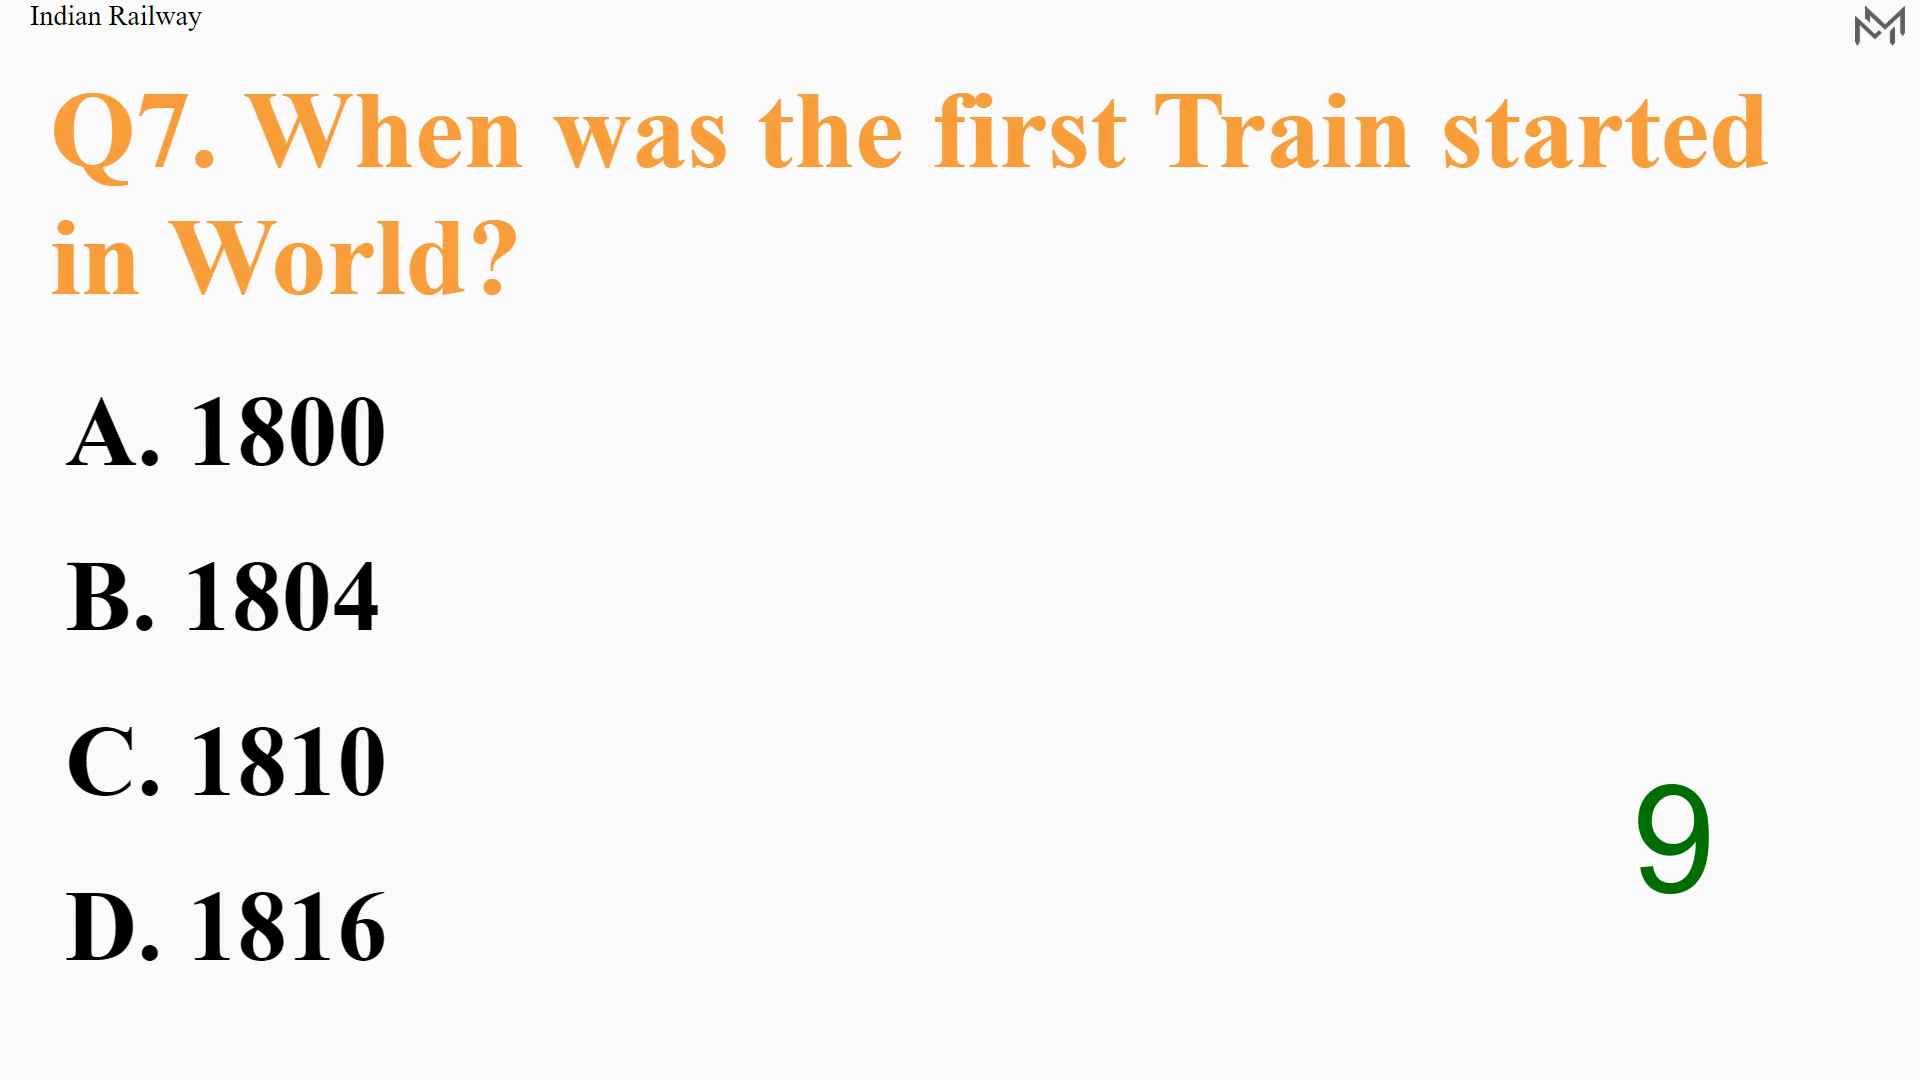 Indian Railway
Q7. When was the first Train started
in World?
A. 1800
B. 1804
C. 1810
D. 1816
9